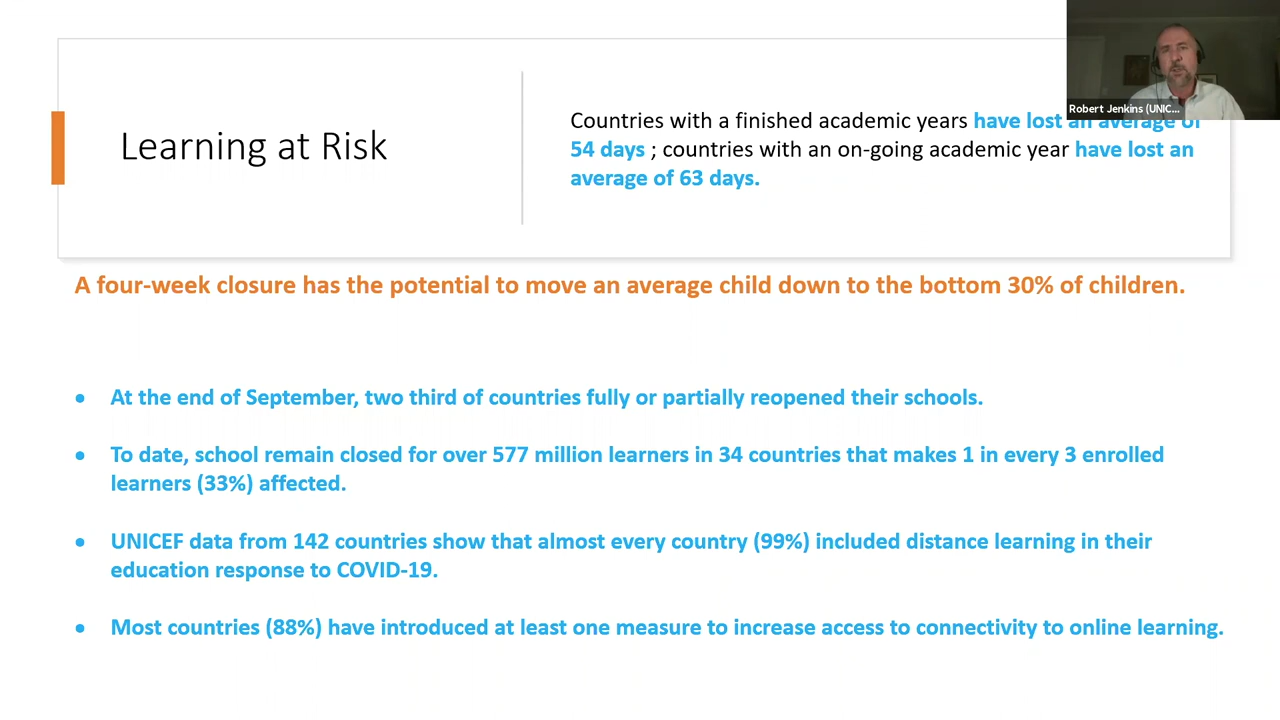 Robert Jenkins (UNIC...
Learning at Risk
Countries with a finished academic years have lost an average of
54 days ; countries with an on-going academic year have lost an
average of 63 days.
A four-week closure has the potential to move an average child down to the bottom 30% of children.
• At the end of September, two third of countries fully or partially reopened their schools.
• To date, school remain closed for over 577 million learners in 34 countries that makes 1 in every 3 enrolled
learners (33%) affected.
• UNICEF data from 142 countries show that almost every country (99%) included distance learning in their
education response to COVID-19.
• Most countries (88%) have introduced at least one measure to increase access to connectivity to online learning.